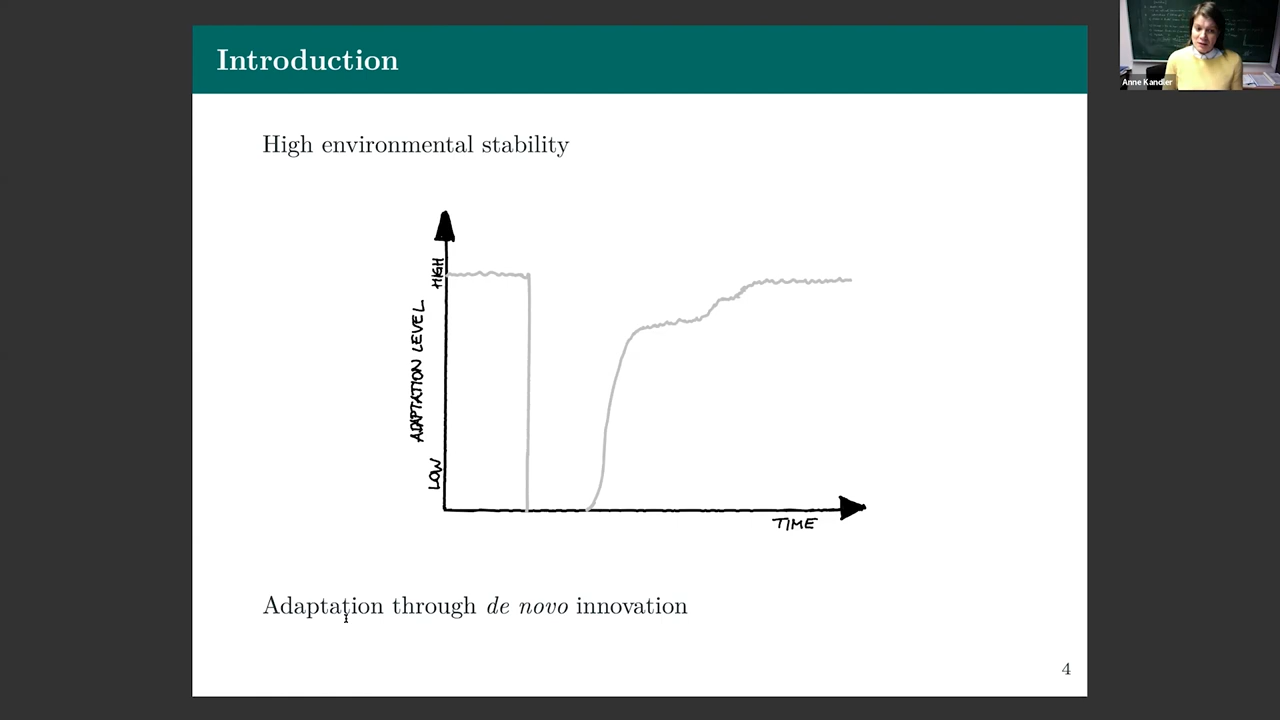 Introduction
Anne Kandler
High environmental stability
HIGH
ADAPTATION LEVEL
LOW
TIME
Adaptation through de novo innovation
4